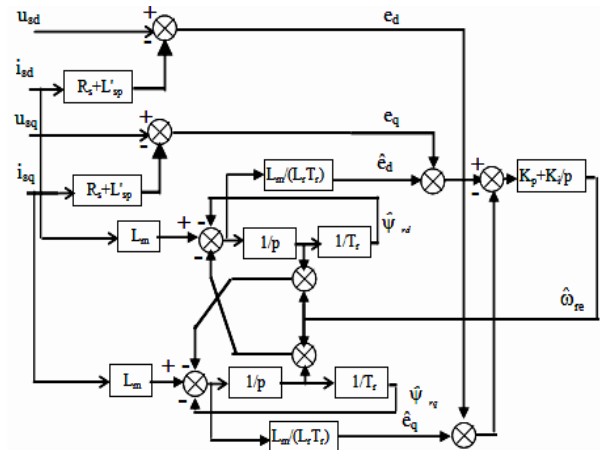 u_sd + - e_d
i_sd
R_s+L'_sp
u_sq + - e_q
i_sq R_s+L'_sp
L_m/(L_rT_r) ê_d + - K_p+K_i/p
L_m + - - 1/p 1/T_r ψ̂_rd
ω̂_re
L_m + - - 1/p 1/T_r ψ̂_rq
L_m/(L_rT_r) ê_q